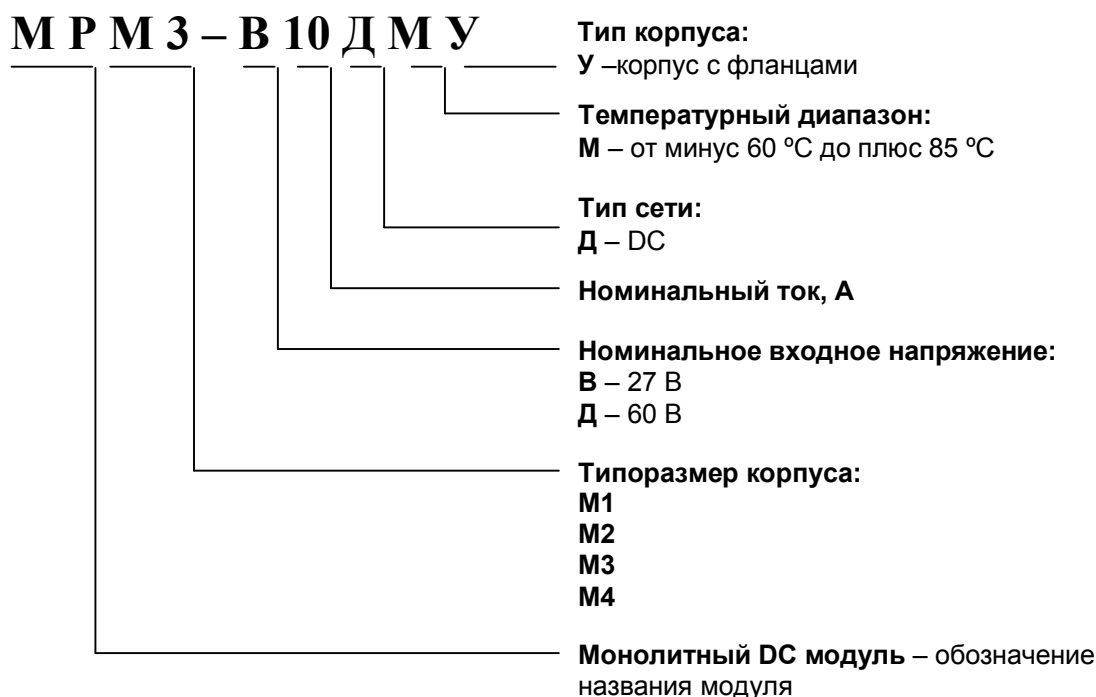 М Р М 3 – В 10 Д М У
Тип корпуса:
У –корпус с фланцами
Температурный диапазон:
М – от минус 60 ºС до плюс 85 ºС
Тип сети:
Д – DC
Номинальный ток, А
Номинальное входное напряжение:
В – 27 В
Д – 60 В
Типоразмер корпуса:
М1
М2
М3
М4
Монолитный DC модуль – обозначение
названия модуля